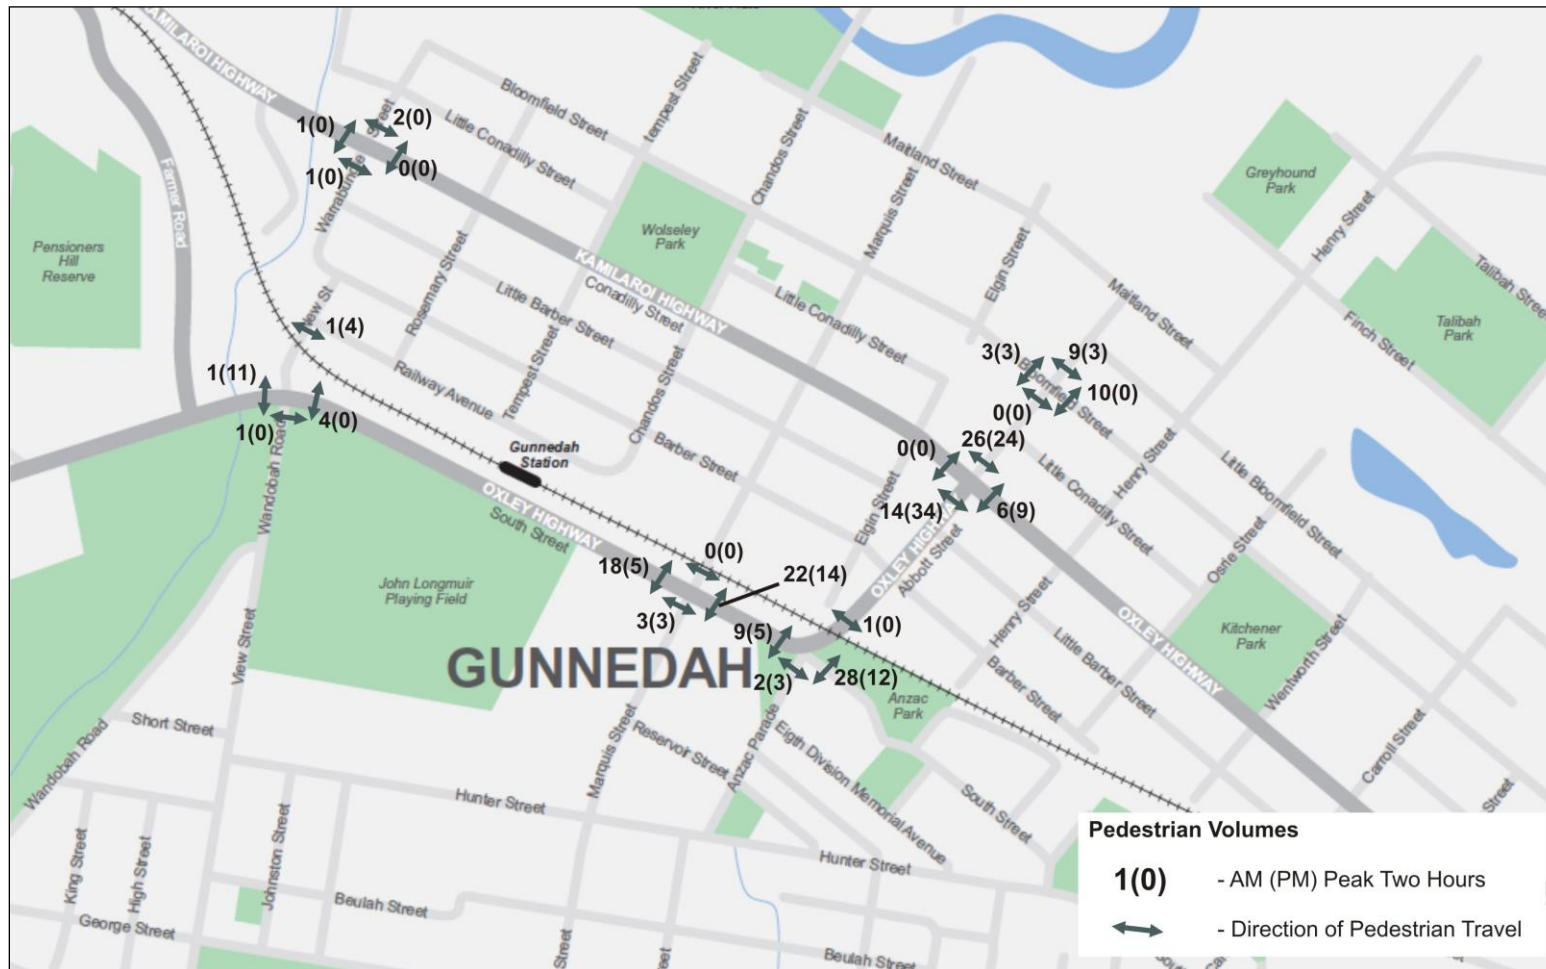 KAMILAROI HIGHWAY
Farmer Road
Pensioners
Hill
Reserve
1(0)
2(0)
1(0)
0(0)
Bloomfield Street
Little Conadilly Street
tempest Street
Chandos Street
Marquis Street
Maitland Street
Elgin Street
Greyhound
Park
Henry Street
Talibah Street
Talibah
Park
Finch Street
Maitland Street
Wolseley
Park
KAMILAROI HIGHWAY
Conadilly Street
Little Conadilly Street
Rosemary Street
Little Barber Street
Tempest Street
Chandos Street
Railway Avenue
Barber Street
1(4)
1(11)
1(0)
4(0)
Wandobah Road
Gunnedah
Station
OXLEY HIGHWAY
South Street
John Longmuir
Playing Field
View Street
Wandobah Road
Short Street
3(3)
9(3)
0(0)
10(0)
Bloomfield Street
0(0)
26(24)
14(34)
6(9)
Elgin Street
OXLEY HIGHWAY
Abbott Street
Henry Street
Henry Street
Little Conadilly Street
Little Bloomfield Street
Osric Street
OXLEY HIGHWAY
Kitchener
Park
Wentworth Street
Carroll Street
Little Barber Street
Barber Street
18(5)
0(0)
22(14)
3(3)
9(5)
1(0)
2(3)
28(12)
GUNNEDAH
Anzac
Park
Marquis Street
Reservoir Street
Anzac Parade
Eigth Division Memorial Avenue
South Street
Hunter Street
Hunter Street
King Street
High Street
Johnston Street
George Street
Beulah Street
Beulah Street
Street
Street
Street
Pedestrian Volumes
1(0) - AM (PM) Peak Two Hours
- Direction of Pedestrian Travel